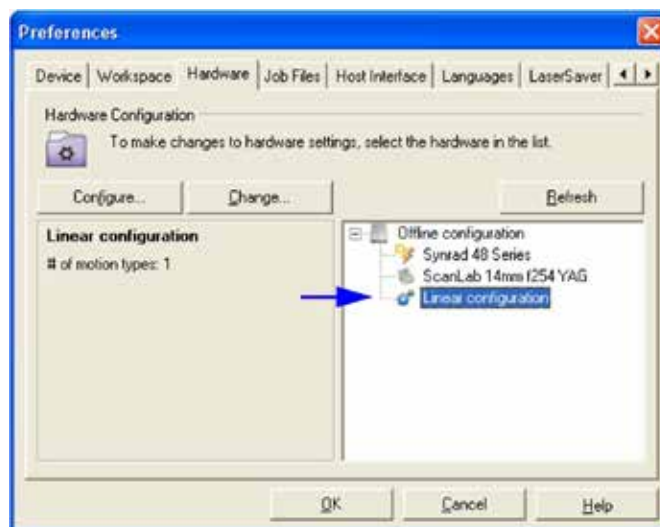 Preferences
Device Workspace Hardware Job Files Host Interface Languages LaserSaver
Hardware Configuration
To make changes to hardware settings, select the hardware in the list.
Configure... Change... Refresh
Linear configuration
# of motion types: 1
Offline configuration
Synrad 48 Series
ScanLab 14mm f254 YAG
Linear configuration
OK Cancel Help